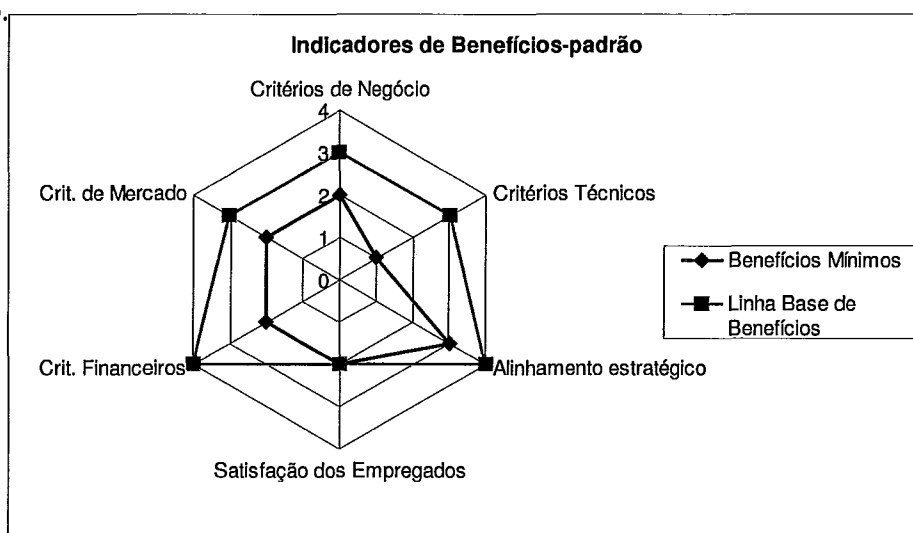 Indicadores de Benefícios-padrão
Critérios de Negócio
4
3
2
1
0
Crit. de Mercado
Critérios Técnicos
Crit. Financeiros
Alinhamento estratégico
Satisfação dos Empregados
Benefícios Mínimos
Linha Base de
Benefícios